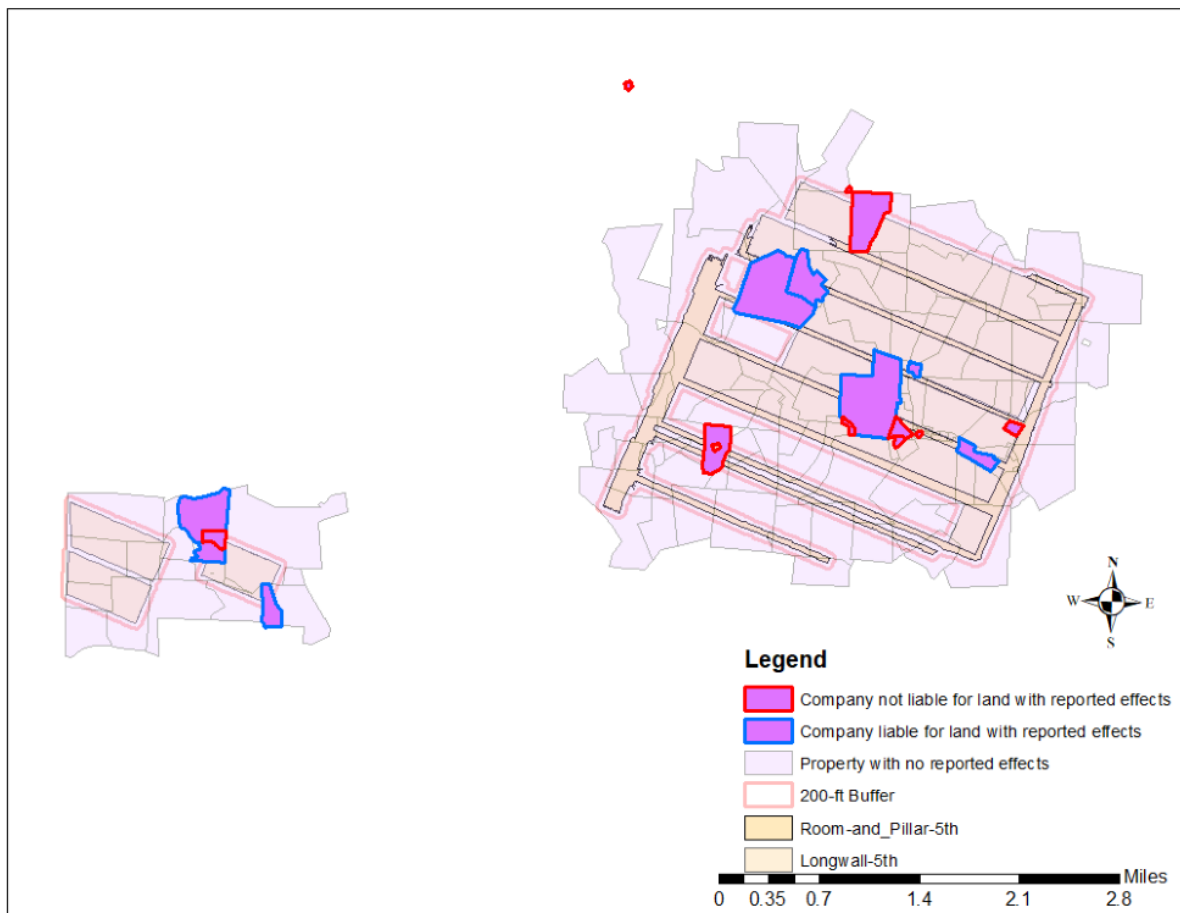 N
W E
S
Legend
Company not liable for land with reported effects
Company liable for land with reported effects
Property with no reported effects
200-ft Buffer
Room-and_Pillar-5th
Longwall-5th
Miles
0 0.35 0.7 1.4 2.1 2.8